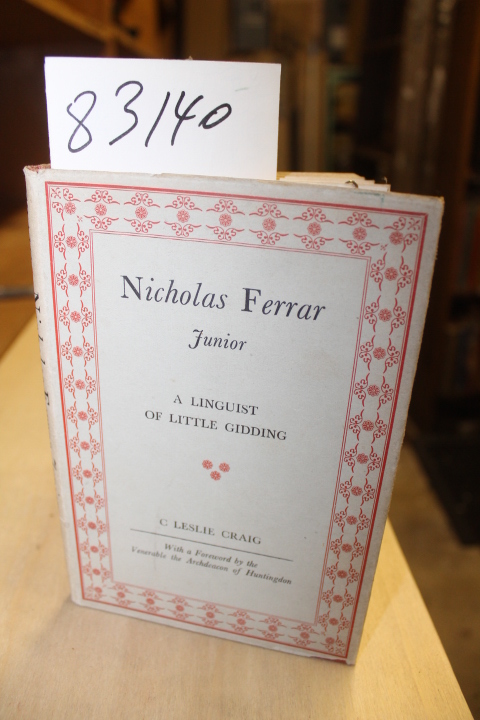 83140
Nicholas Ferrar
Junior
A LINGUIST
OF LITTLE GIDDING
C LESLIE CRAIG
With a Foreword by the
Venerable the Archdeacon of Huntingdon